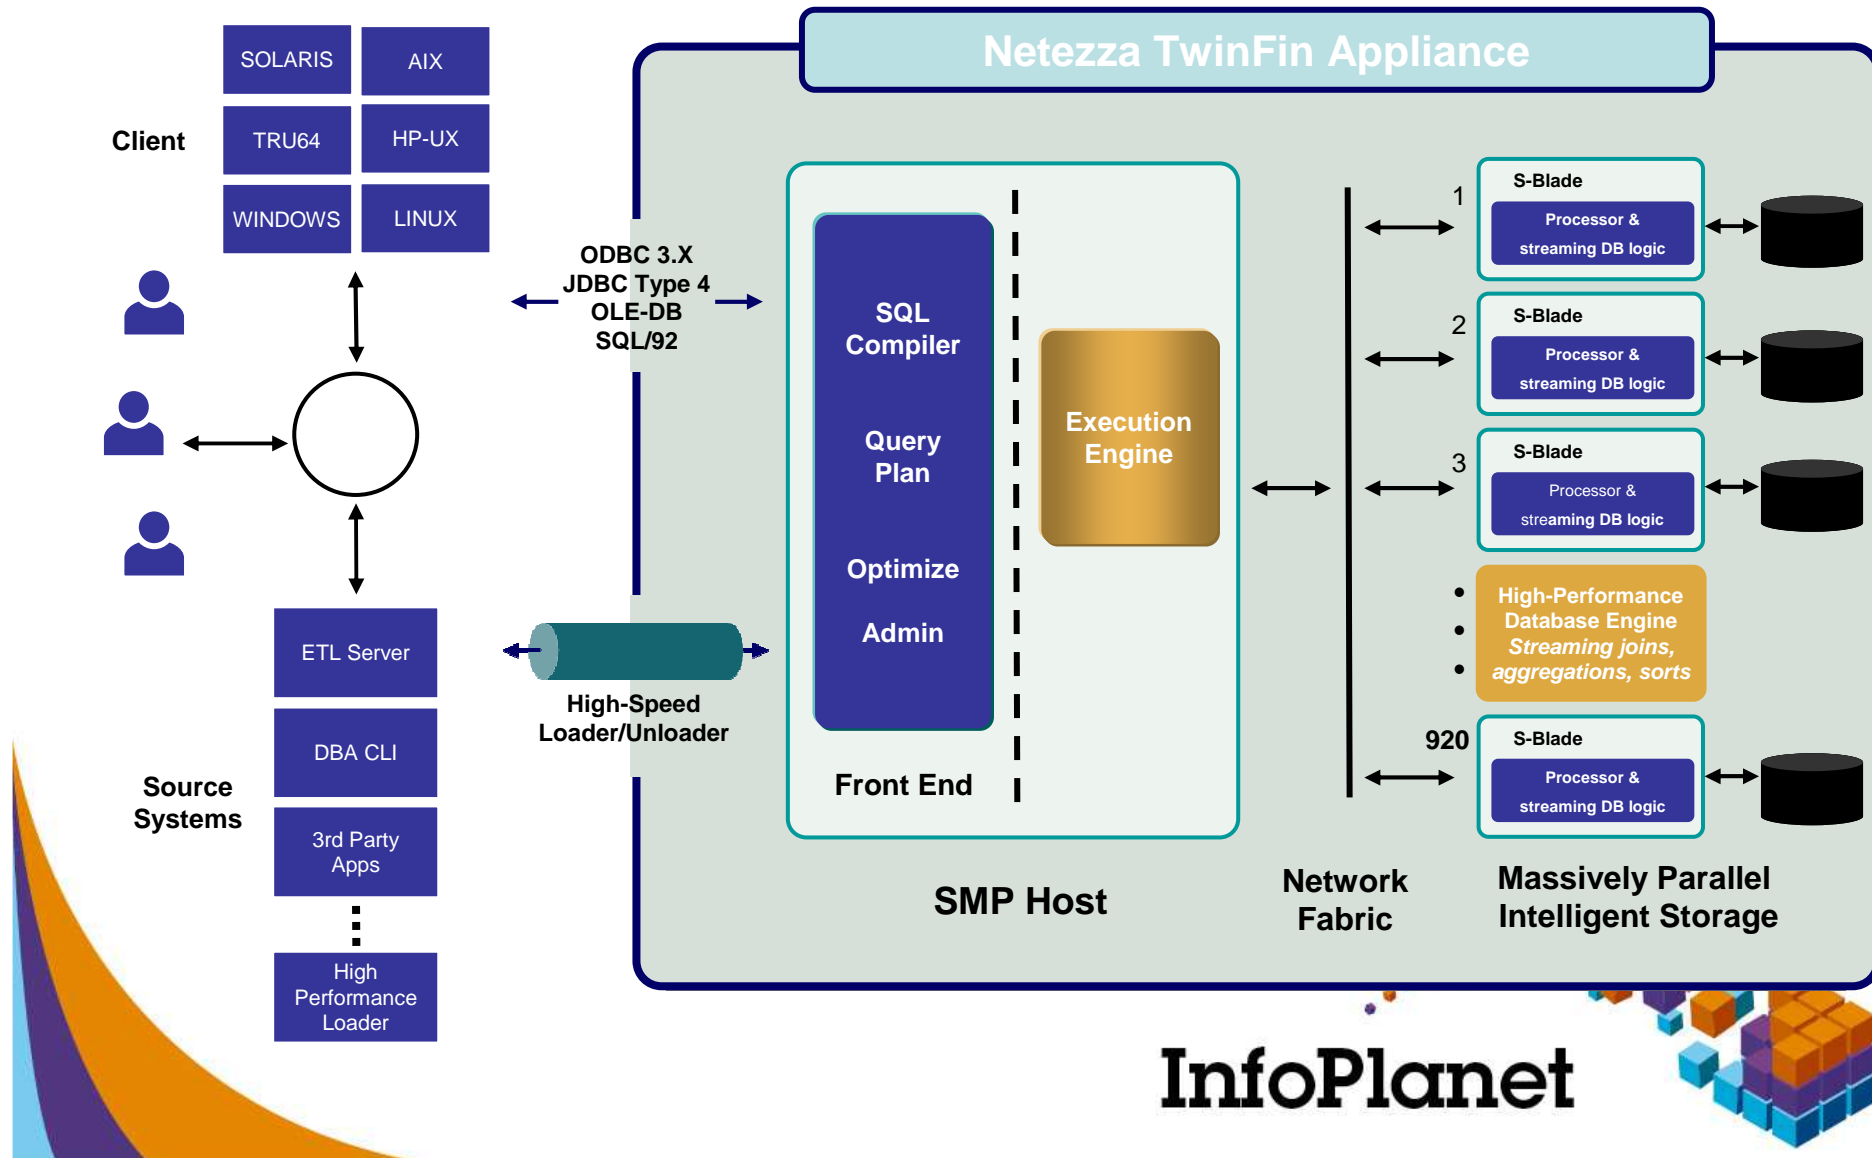 Netezza TwinFin Appliance
Client
SOLARIS
AIX
TRU64
HP-UX
WINDOWS
LINUX
ODBC 3.X
JDBC Type 4
OLE-DB
SQL/92
SQL
Compiler
Query
Plan
Optimize
Admin
Front End
Execution
Engine
SMP Host
Network
Fabric
1
S-Blade
Processor &
streaming DB logic
2
S-Blade
Processor &
streaming DB logic
3
S-Blade
Processor &
streaming DB logic
•
•
•
High-Performance
Database Engine
Streaming joins,
aggregations, sorts
920
S-Blade
Processor &
streaming DB logic
Massively Parallel
Intelligent Storage
Source
Systems
ETL Server
DBA CLI
3rd Party
Apps
High
Performance
Loader
High-Speed
Loader/Unloader
InfoPlanet